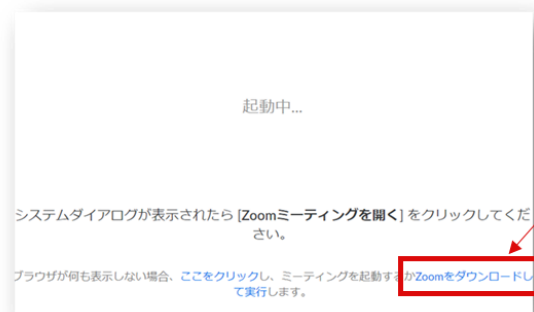 起動中...
システムダイアログが表示されたら [Zoomミーティングを開く] をクリックしてくだ
さい。
ブラウザが何も表示しない場合、ここをクリックし、ミーティングを起動するかZoomをダウンロードし
て実行します。